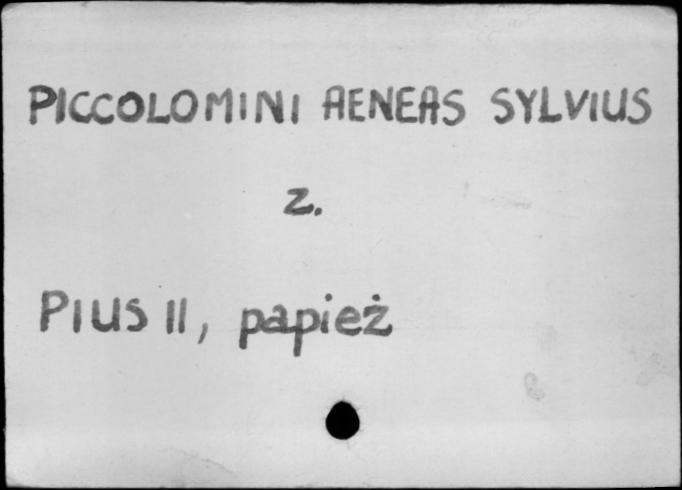 PICCOLOMINI AENEAS SYLVIUS
z.
PIUS II, papież